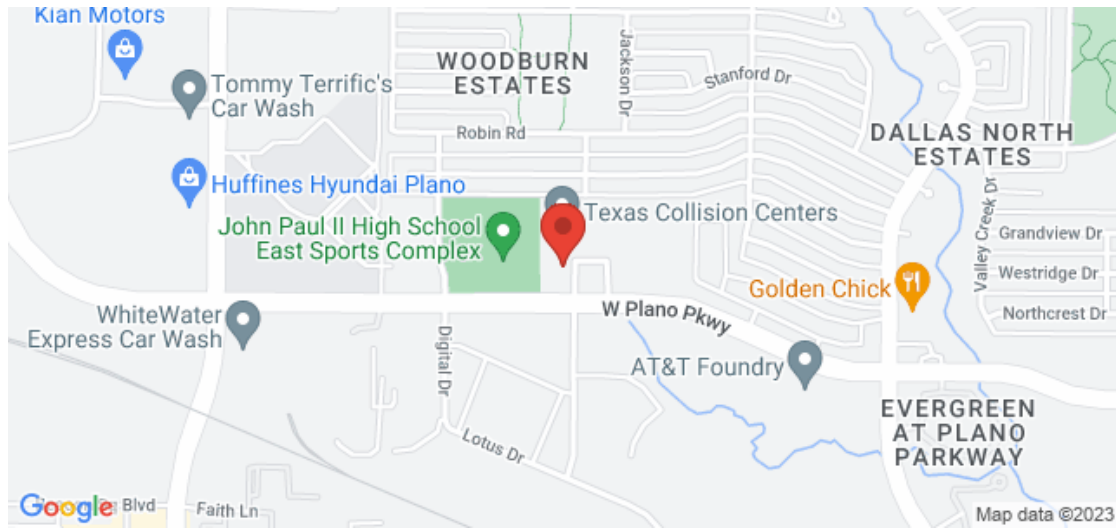 Kian Motors
Tommy Terrific's
Car Wash
WOODBURN
ESTATES
Jackson Dr
Stanford Dr
Robin Rd
DALLAS NORTH
ESTATES
Huffines Hyundai Plano
John Paul II High School
East Sports Complex
Texas Collision Centers
Valley Creek Dr
Grandview Dr
Westridge Dr
Northcrest Dr
Golden Chick
WhiteWater
Express Car Wash
W Plano Pkwy
Digital Dr
AT&T Foundry
EVERGREEN
AT PLANO
PARKWAY
Lotus Dr
Google
Blvd
Faith Ln
Map data ©2023